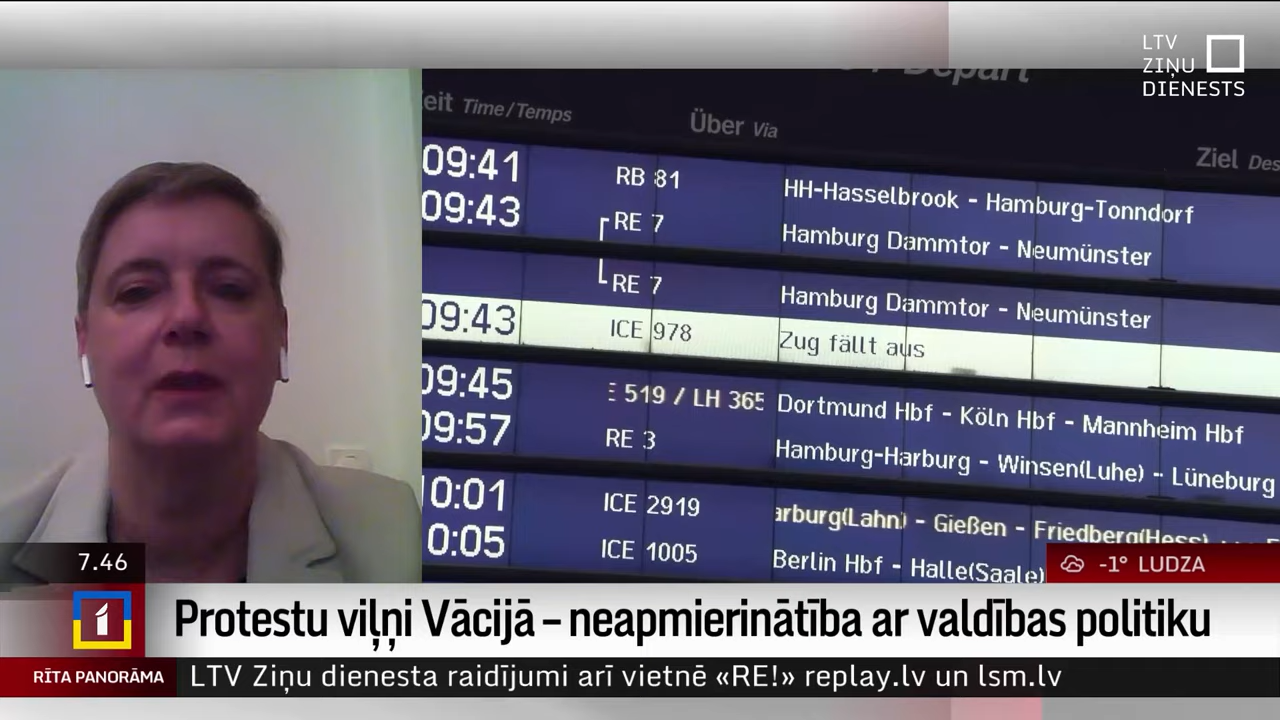 LTV
ZIŅU
DIENESTS
Depart
eit Time/Temps
Über Via
Ziel Des
09:41 RB 81 HH-Hasselbrook - Hamburg-Tonndorf
09:43 RE 7 Hamburg Dammtor - Neumünster
RE 7 Hamburg Dammtor - Neumünster
09:43 ICE 978 Zug fällt aus
09:45 E 519 / LH 365 Dortmund Hbf - Köln Hbf - Mannheim Hbf
09:57 RE 3 Hamburg-Harburg - Winsen(Luhe) - Lüneburg
0:01 ICE 2919 arburg(Lahn) - Gießen - Friedberg(Hess)
0:05 ICE 1005 Berlin Hbf - Halle(Saale)
7.46
-1° LUDZA
1
Protestu viļņi Vācijā – neapmierinātība ar valdības politiku
RĪTA PANORĀMA
LTV Ziņu dienesta raidījumi arī vietnē «RE!» replay.lv un lsm.lv